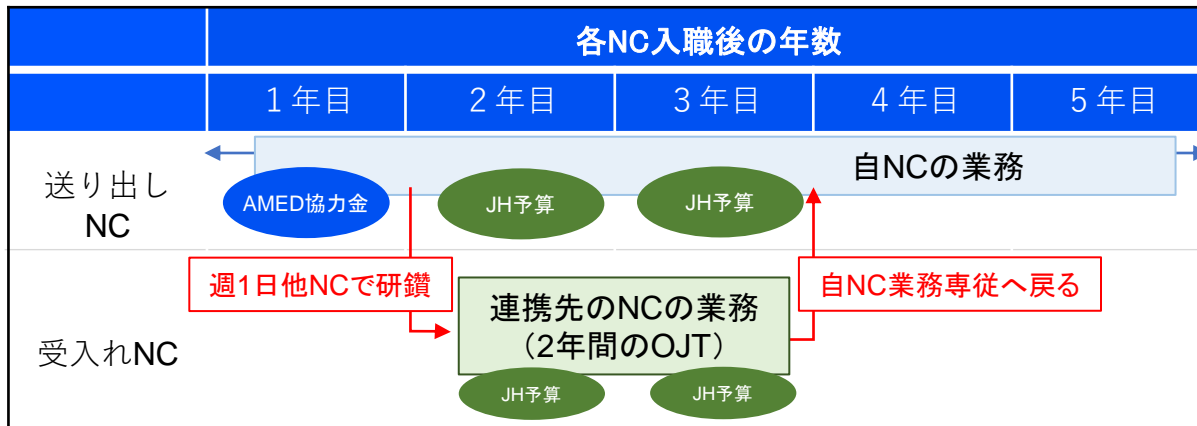 各NC入職後の年数
１年目
２年目
３年目
４年目
５年目
送り出し
NC
自NCの業務
AMED協力金
JH予算
JH予算
週1日他NCで研鑽
自NC業務専従へ戻る
受入れNC
連携先のNCの業務
（2年間のOJT）
JH予算
JH予算